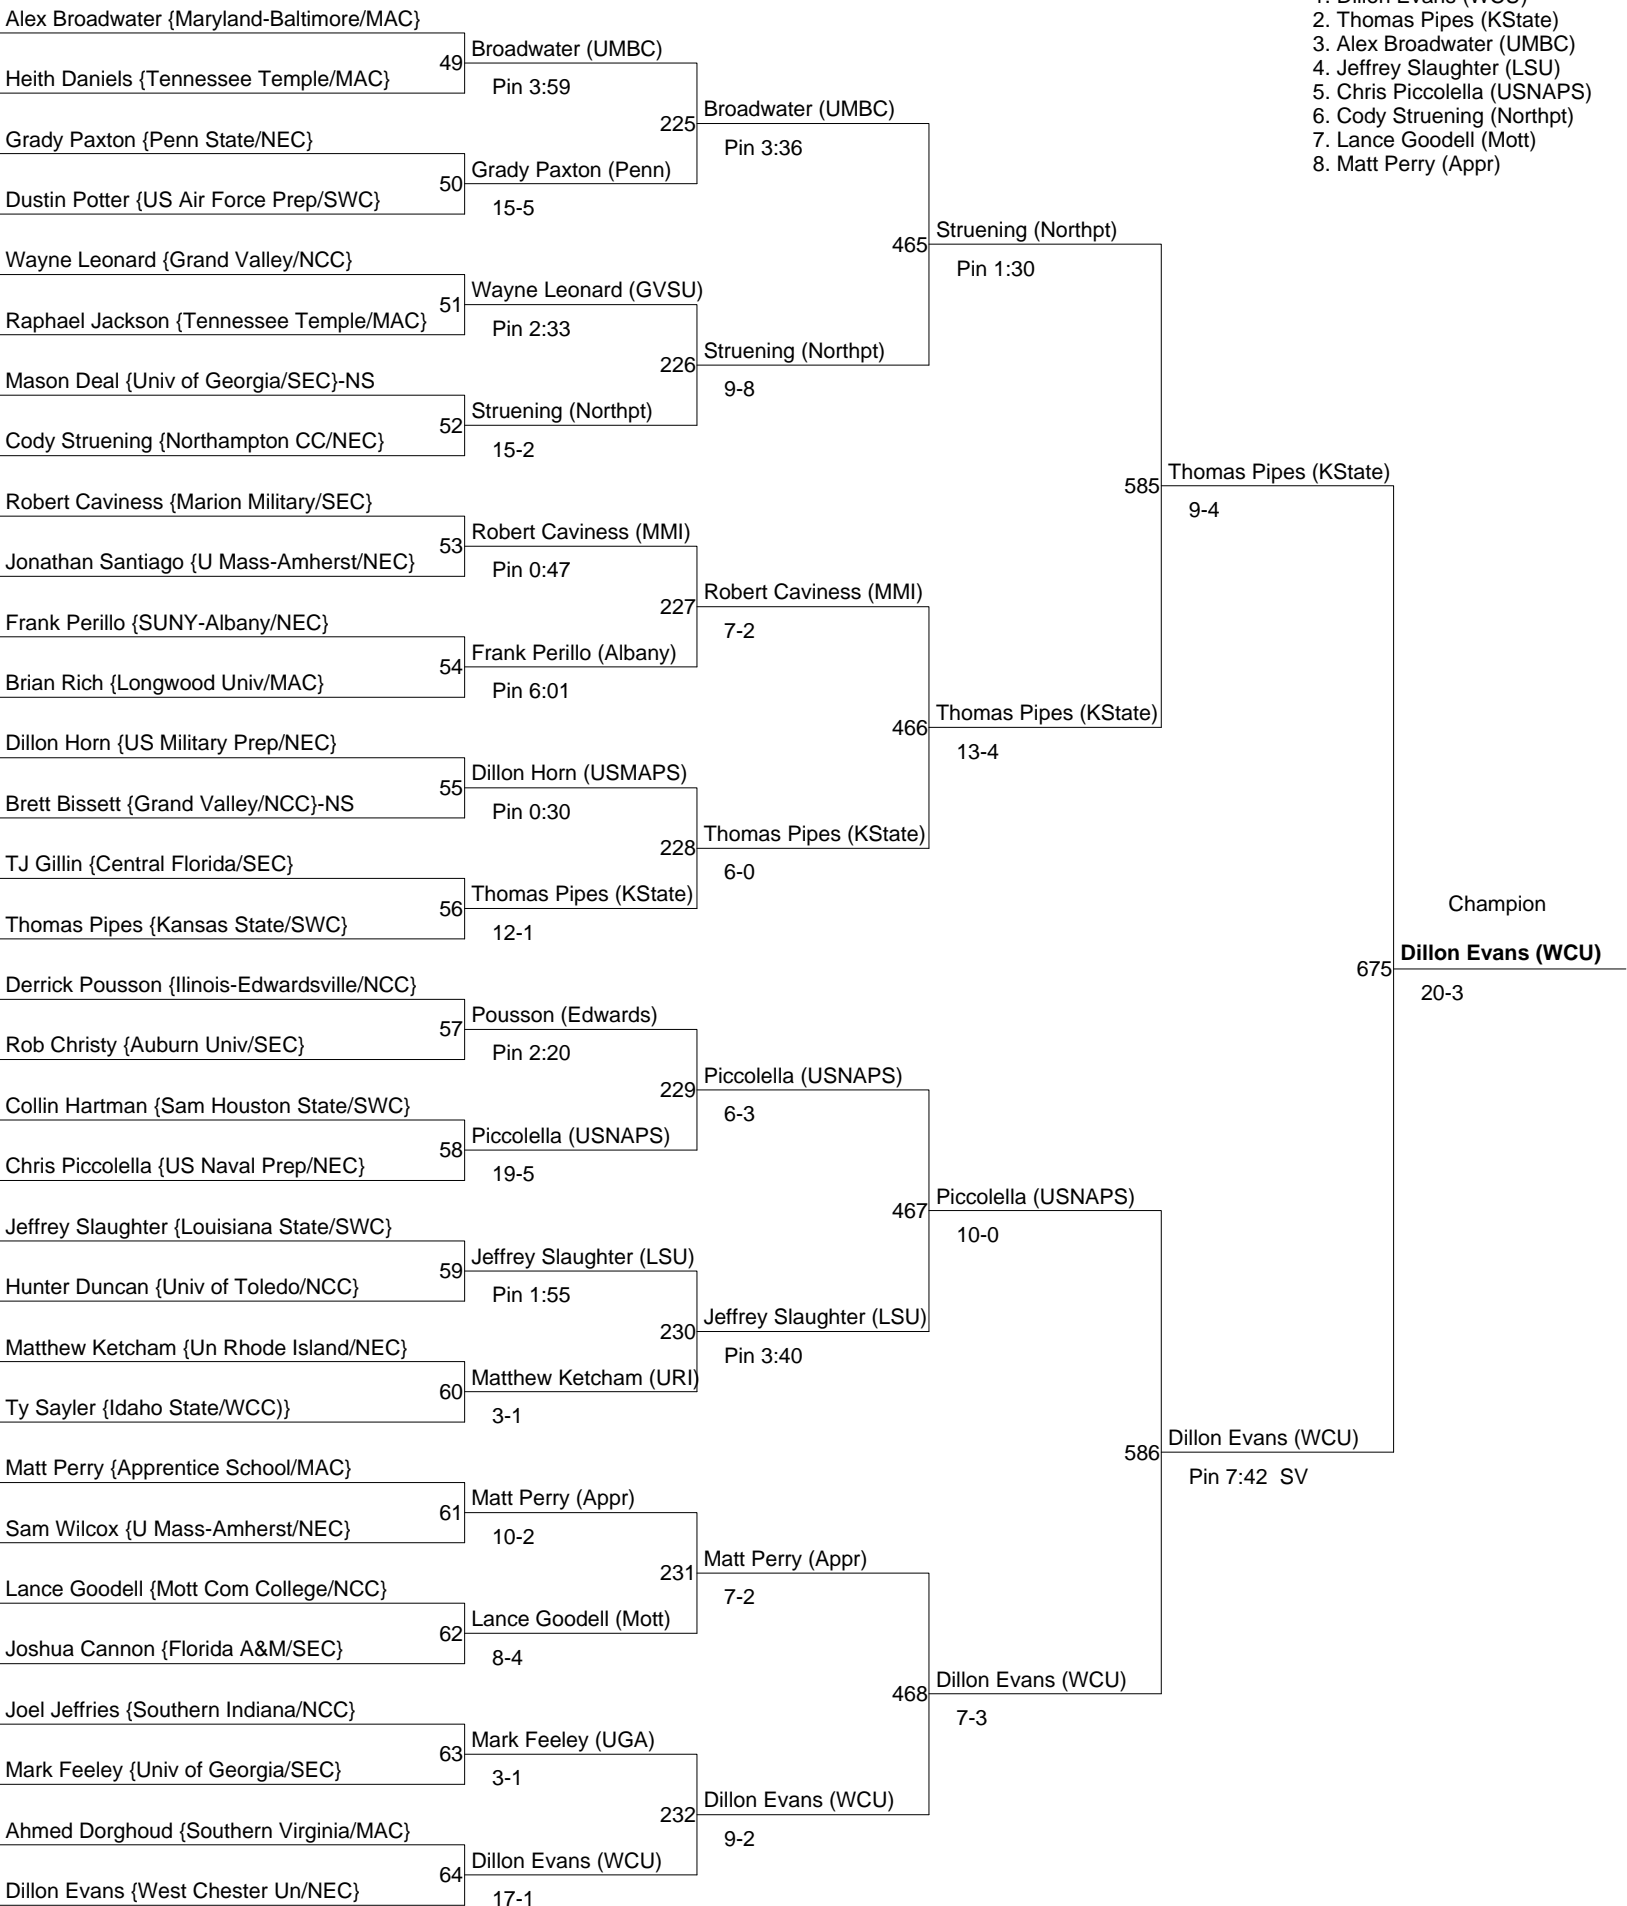 Alex Broadwater {Maryland-Baltimore/MAC}
Heith Daniels {Tennessee Temple/MAC}
Grady Paxton {Penn State/NEC}
Dustin Potter {US Air Force Prep/SWC}
Wayne Leonard {Grand Valley/NCC}
Raphael Jackson {Tennessee Temple/MAC}
Mason Deal {Univ of Georgia/SEC}-NS
Cody Struening {Northampton CC/NEC}
Robert Caviness {Marion Military/SEC}
Jonathan Santiago {U Mass-Amherst/NEC}
Frank Perillo {SUNY-Albany/NEC}
Brian Rich {Longwood Univ/MAC}
Dillon Horn {US Military Prep/NEC}
Brett Bissett {Grand Valley/NCC}-NS
TJ Gillin {Central Florida/SEC}
Thomas Pipes {Kansas State/SWC}
Derrick Pousson {Ilinois-Edwardsville/NCC}
Rob Christy {Auburn Univ/SEC}
Collin Hartman {Sam Houston State/SWC}
Chris Piccolella {US Naval Prep/NEC}
Jeffrey Slaughter {Louisiana State/SWC}
Hunter Duncan {Univ of Toledo/NCC}
Matthew Ketcham {Un Rhode Island/NEC}
Ty Sayler {Idaho State/WCC)}
Matt Perry {Apprentice School/MAC}
Sam Wilcox {U Mass-Amherst/NEC}
Lance Goodell {Mott Com College/NCC}
Joshua Cannon {Florida A&M/SEC}
Joel Jeffries {Southern Indiana/NCC}
Mark Feeley {Univ of Georgia/SEC}
Ahmed Dorghoud {Southern Virginia/MAC}
Dillon Evans {West Chester Un/NEC}
49 Broadwater (UMBC)
Pin 3:59
50 Grady Paxton (Penn)
15-5
51 Wayne Leonard (GVSU)
Pin 2:33
52 Struening (Northpt)
15-2
53 Robert Caviness (MMI)
Pin 0:47
54 Frank Perillo (Albany)
Pin 6:01
55 Dillon Horn (USMAPS)
Pin 0:30
56 Thomas Pipes (KState)
12-1
57 Pousson (Edwards)
Pin 2:20
58 Piccolella (USNAPS)
19-5
59 Jeffrey Slaughter (LSU)
Pin 1:55
60 Matthew Ketcham (URI)
3-1
61 Matt Perry (Appr)
10-2
62 Lance Goodell (Mott)
8-4
63 Mark Feeley (UGA)
3-1
64 Dillon Evans (WCU)
17-1
225 Broadwater (UMBC)
Pin 3:36
226 Struening (Northpt)
9-8
227 Robert Caviness (MMI)
7-2
228 Thomas Pipes (KState)
6-0
229 Piccolella (USNAPS)
6-3
230 Jeffrey Slaughter (LSU)
Pin 3:40
231 Matt Perry (Appr)
7-2
232 Dillon Evans (WCU)
9-2
465 Struening (Northpt)
Pin 1:30
466 Thomas Pipes (KState)
13-4
467 Piccolella (USNAPS)
10-0
468 Dillon Evans (WCU)
7-3
585 Thomas Pipes (KState)
9-4
586 Dillon Evans (WCU)
Pin 7:42 SV
Champion
675 Dillon Evans (WCU)
20-3
1. Dillon Evans (WCU)
2. Thomas Pipes (KState)
3. Alex Broadwater (UMBC)
4. Jeffrey Slaughter (LSU)
5. Chris Piccolella (USNAPS)
6. Cody Struening (Northpt)
7. Lance Goodell (Mott)
8. Matt Perry (Appr)